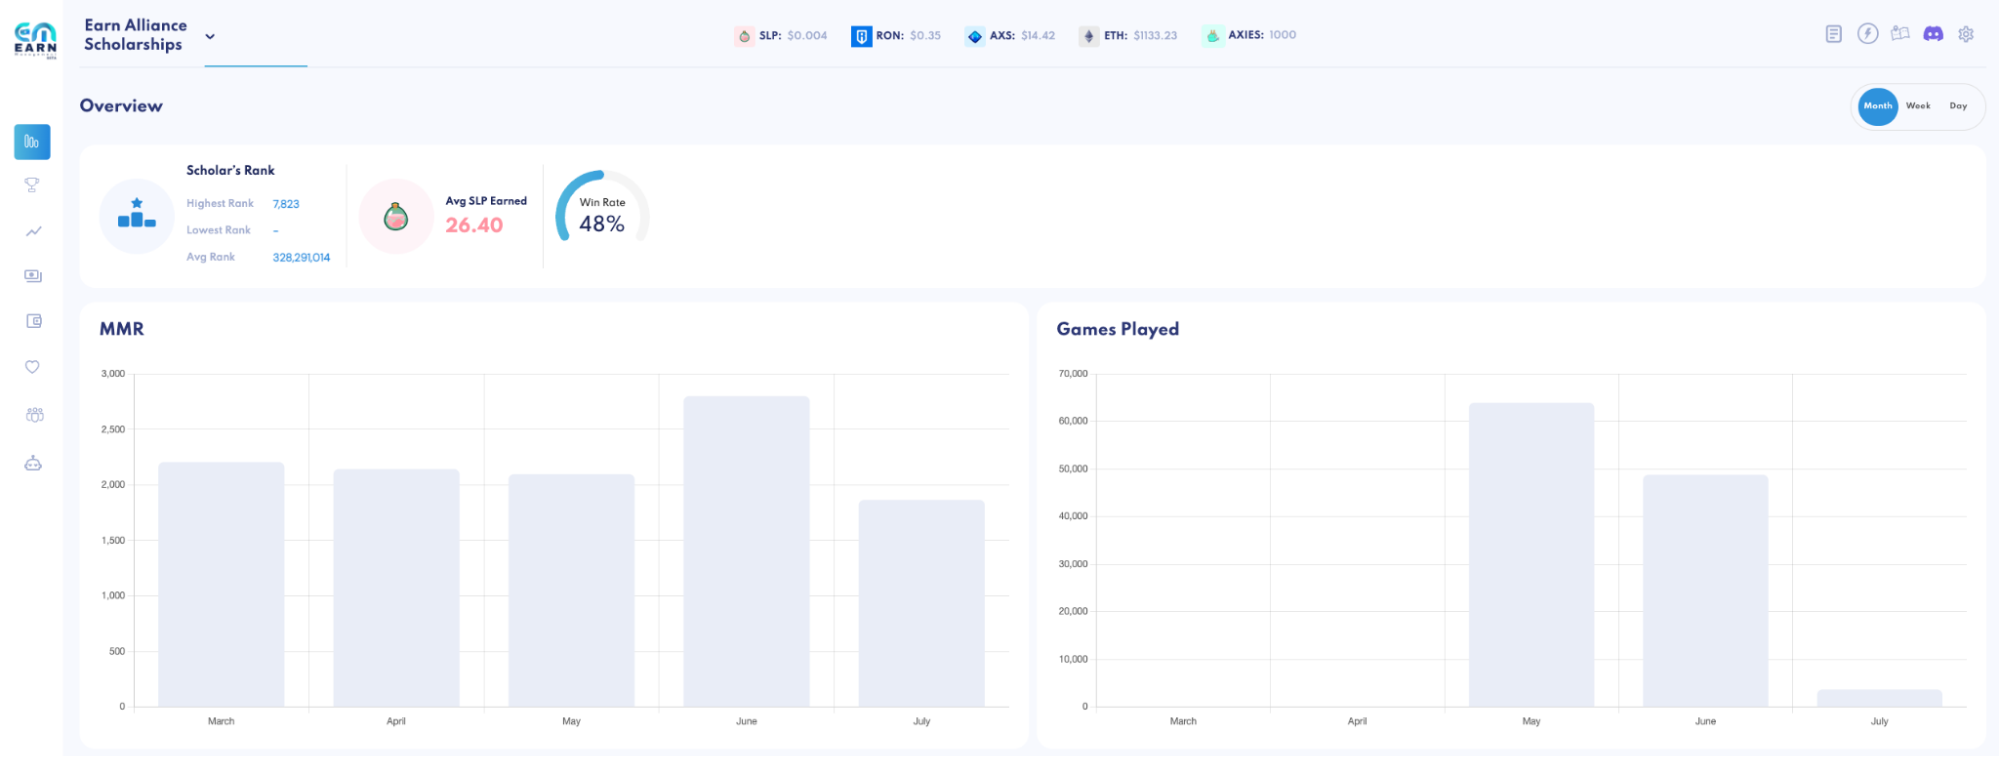 EARN
Management
BETA
Earn Alliance
Scholarships
SLP: $0.004
RON: $0.35
AXS: $14.42
ETH: $1133.23
AXIES: 1000
Overview
Month Week Day
Scholar's Rank
Highest Rank 7,823
Lowest Rank –
Avg Rank 328,291,014
Avg SLP Earned
26.40
Win Rate
48%
MMR
3,000
2,500
2,000
1,500
1,000
500
0
March April May June July
Games Played
70,000
60,000
50,000
40,000
30,000
20,000
10,000
0
March April May June July